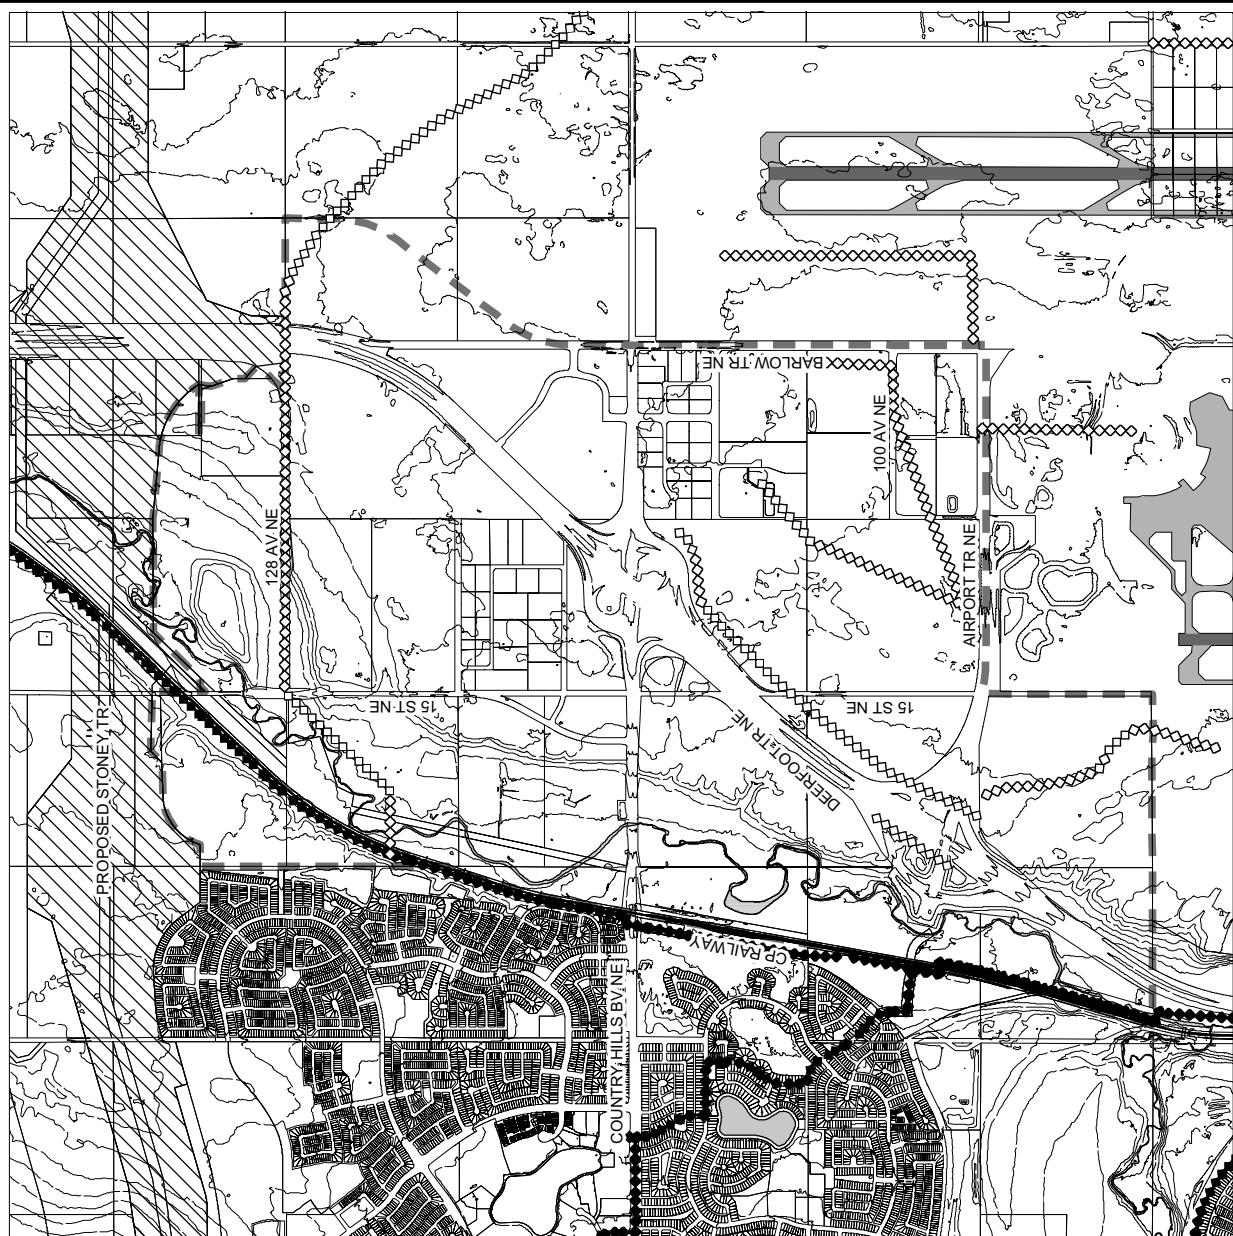 BARLOW TR NE
100 AV NE
128 AV NE
AIRPORT TR NE
15 ST NE
15 ST NE
PROPOSED STONEY TR
DEERFOOT TR NE
CP RAILWAY
COUNTRY HILLS BV NE